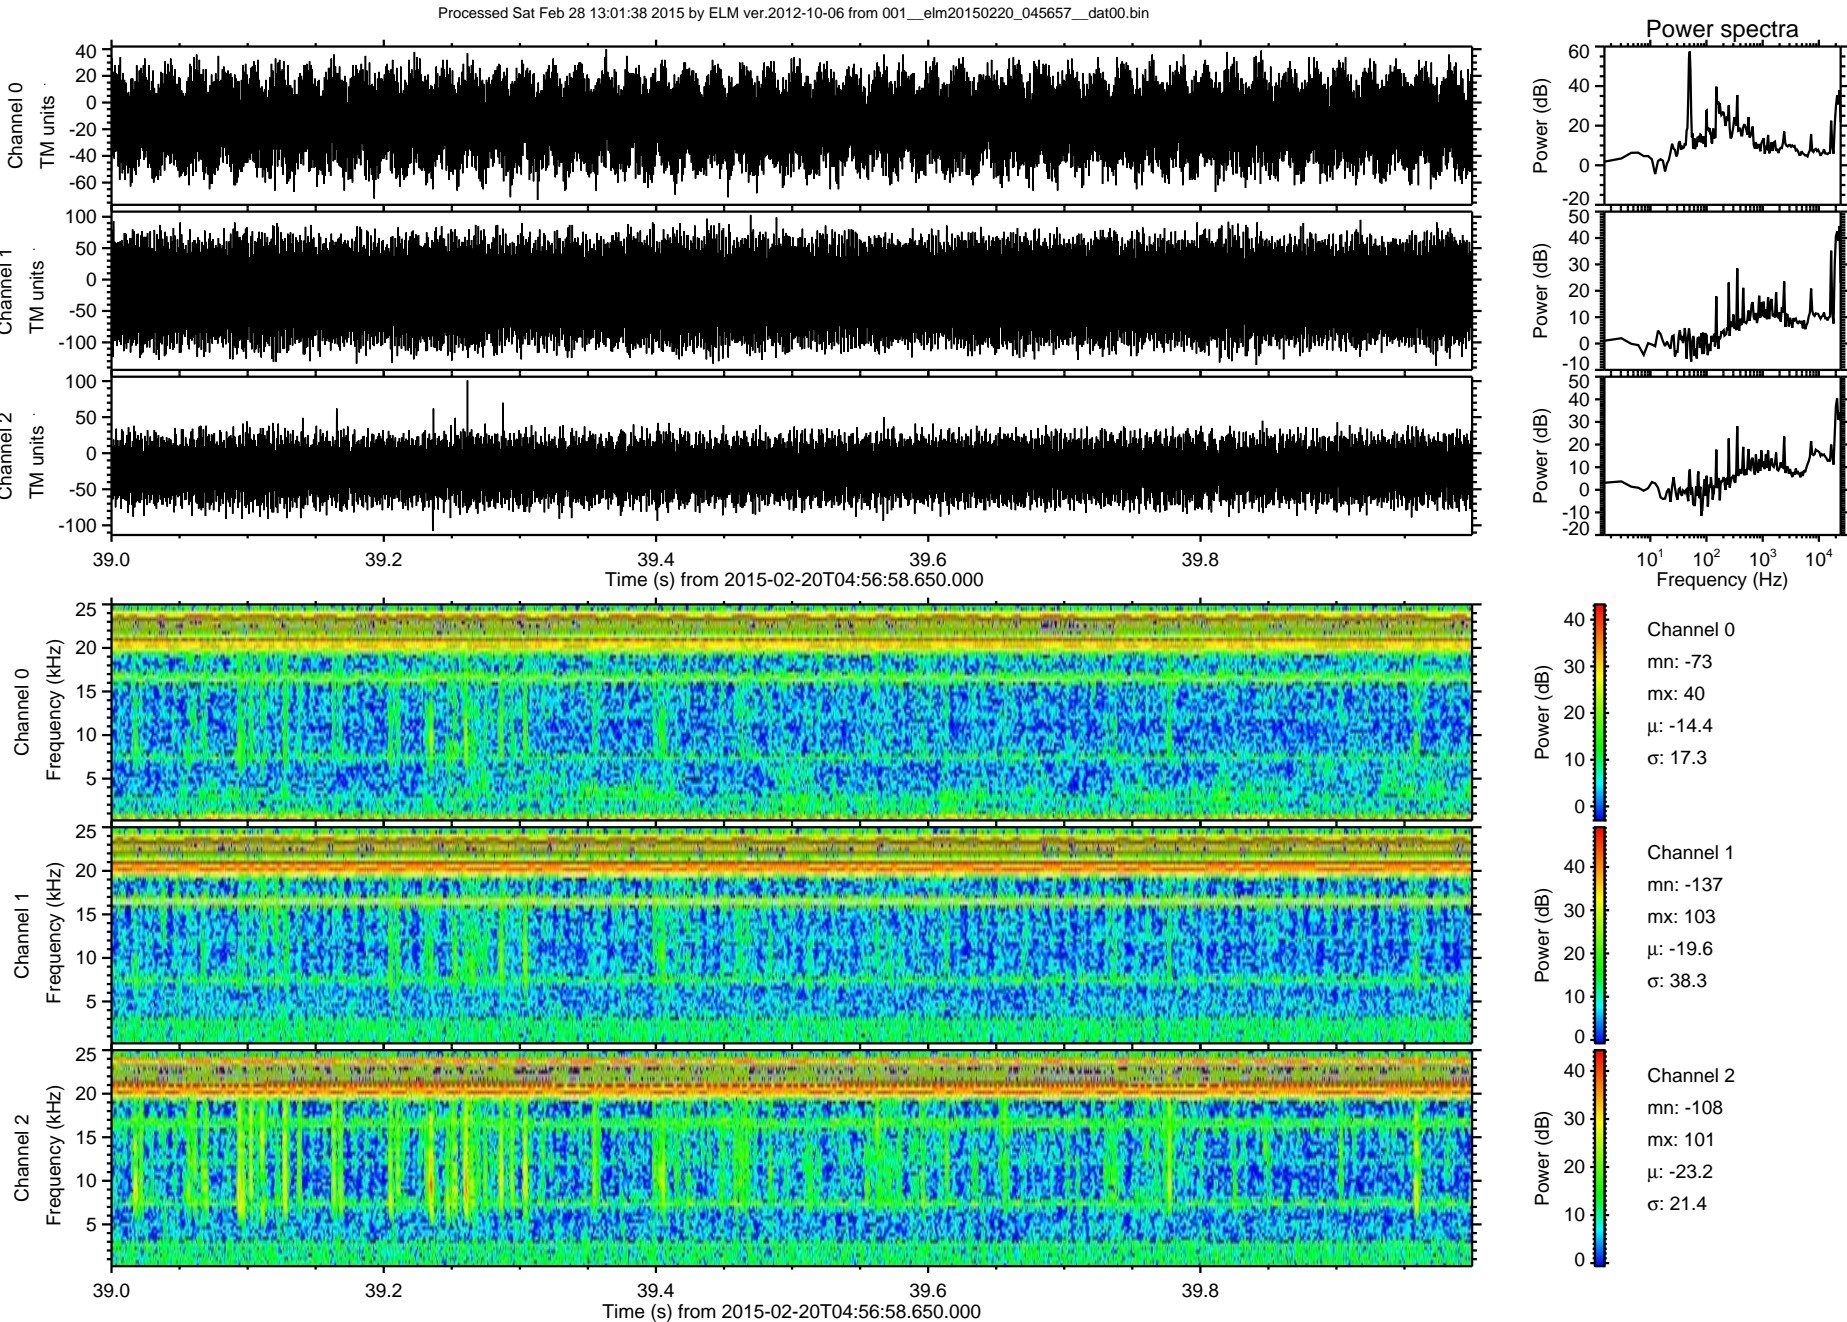 Processed Sat Feb 28 13:01:38 2015 by ELM ver.2012-10-06 from 001__elm20150220_045657__dat00.bin
Power spectra
Channel 0
TM units
40
20
0
-20
-40
-60
Power (dB)
60
40
20
0
-20
Channel 1
TM units
100
50
0
-50
-100
Power (dB)
50
40
30
20
10
0
-10
Channel 2
TM units
100
50
0
-50
-100
Power (dB)
50
40
30
20
10
0
-10
-20
39.0 39.2 39.4 39.6 39.8
Time (s) from 2015-02-20T04:56:58.650.000
10^1 10^2 10^3 10^4
Frequency (Hz)
Channel 0
Frequency (kHz)
25
20
15
10
5
Power (dB)
40
30
20
10
0
Channel 0
mn: -73
mx: 40
μ: -14.4
σ: 17.3
Channel 1
Frequency (kHz)
25
20
15
10
5
Power (dB)
40
30
20
10
0
Channel 1
mn: -137
mx: 103
μ: -19.6
σ: 38.3
Channel 2
Frequency (kHz)
25
20
15
10
5
Power (dB)
40
30
20
10
0
Channel 2
mn: -108
mx: 101
μ: -23.2
σ: 21.4
39.0 39.2 39.4 39.6 39.8
Time (s) from 2015-02-20T04:56:58.650.000